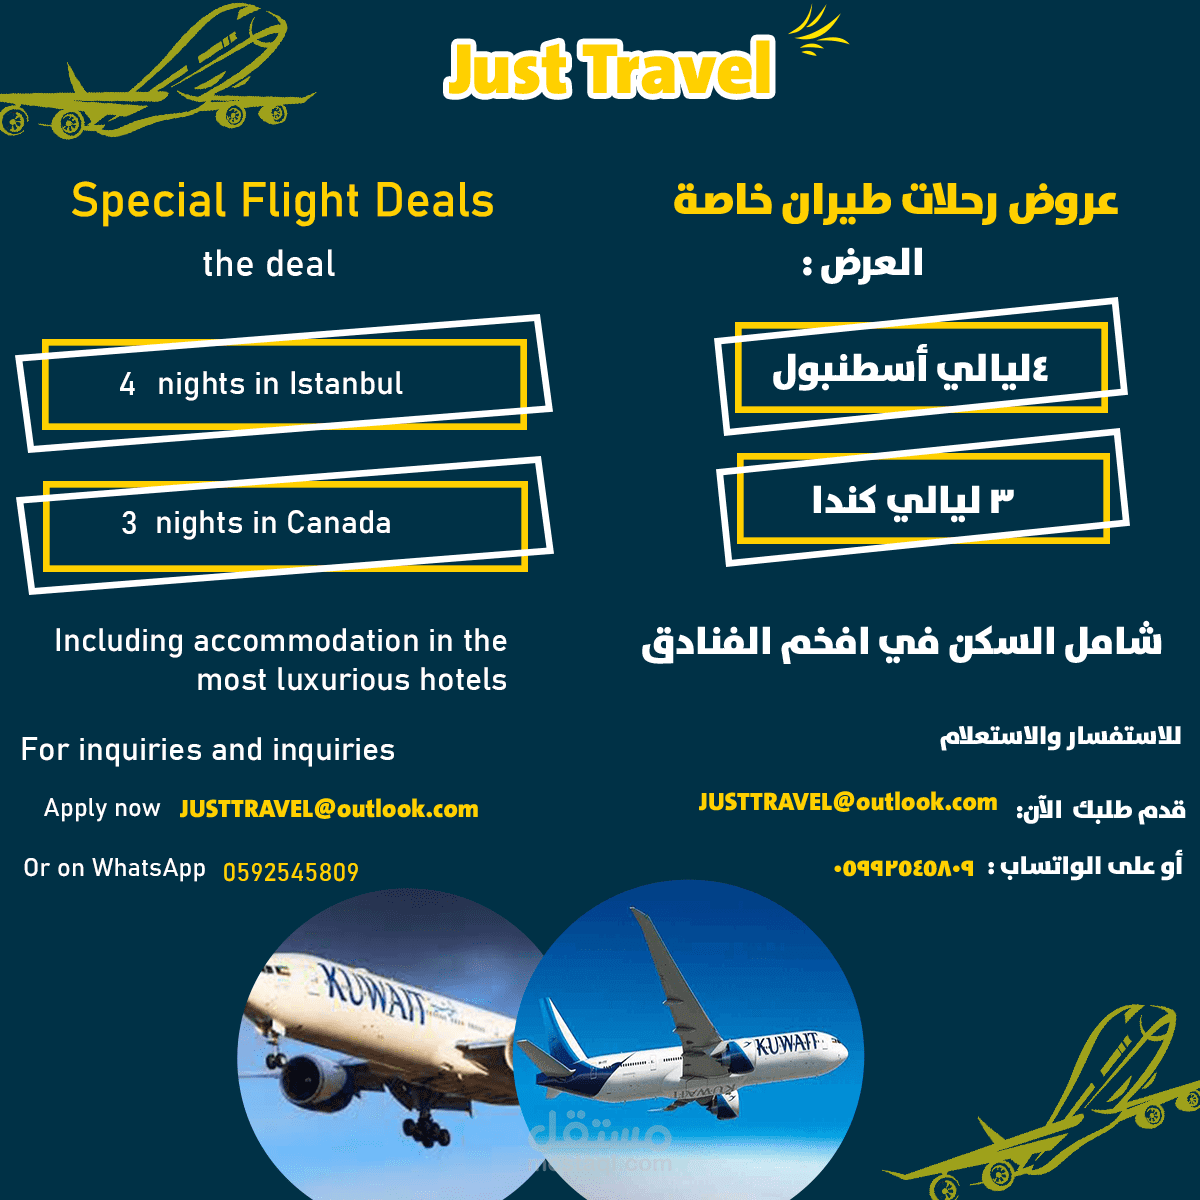 Just Travel
Special Flight Deals
the deal
4 nights in Istanbul
3 nights in Canada
Including accommodation in the
most luxurious hotels
For inquiries and inquiries
Apply now JUSTTRAVEL@outlook.com
Or on WhatsApp 0592545809
عروض رحلات طيران خاصة
العرض :
٤ليالي أسطنبول
٣ ليالي كندا
شامل السكن في افخم الفنادق
للاستفسار والاستعلام
قدم طلبك الآن: JUSTTRAVEL@outlook.com
أو على الواتساب : ٠٥٩٩٢٥٤٥٨٠٩
KUWAIT
KUWAIT
KUWAIT
مستقل